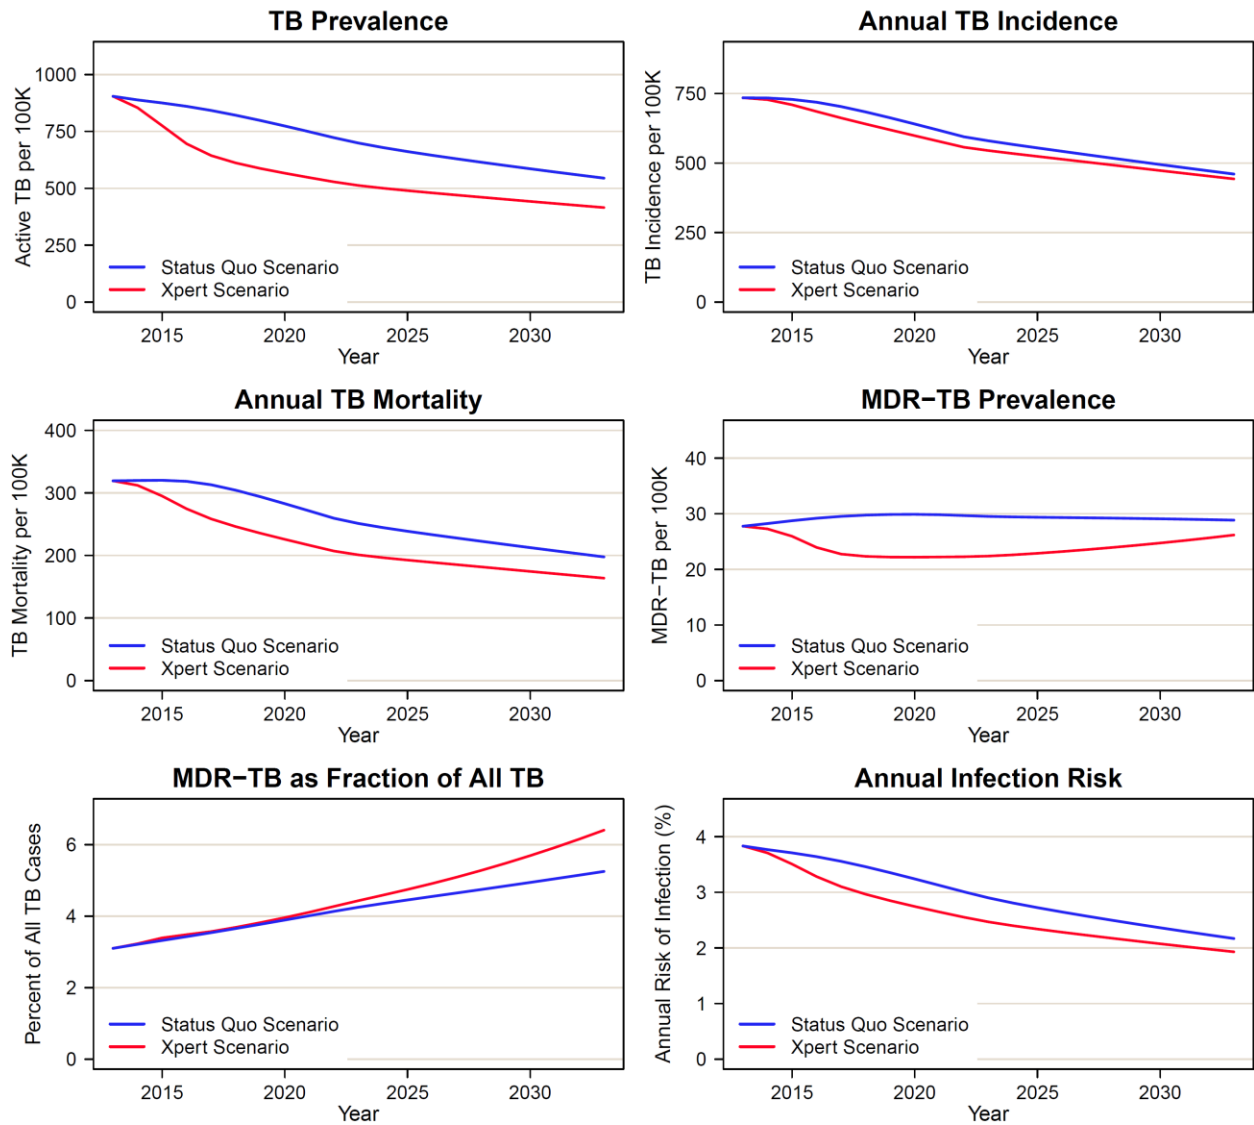 TB Prevalence
Active TB per 100K
1000
750
500
250
0
Status Quo Scenario
Xpert Scenario
2015 2020 2025 2030
Year
Annual TB Incidence
TB Incidence per 100K
750
500
250
0
Status Quo Scenario
Xpert Scenario
2015 2020 2025 2030
Year
Annual TB Mortality
TB Mortality per 100K
400
300
200
100
0
Status Quo Scenario
Xpert Scenario
2015 2020 2025 2030
Year
MDR−TB Prevalence
MDR−TB per 100K
40
30
20
10
0
Status Quo Scenario
Xpert Scenario
2015 2020 2025 2030
Year
MDR−TB as Fraction of All TB
Percent of All TB Cases
6
4
2
0
Status Quo Scenario
Xpert Scenario
2015 2020 2025 2030
Year
Annual Infection Risk
Annual Risk of Infection (%)
4
3
2
1
0
Status Quo Scenario
Xpert Scenario
2015 2020 2025 2030
Year